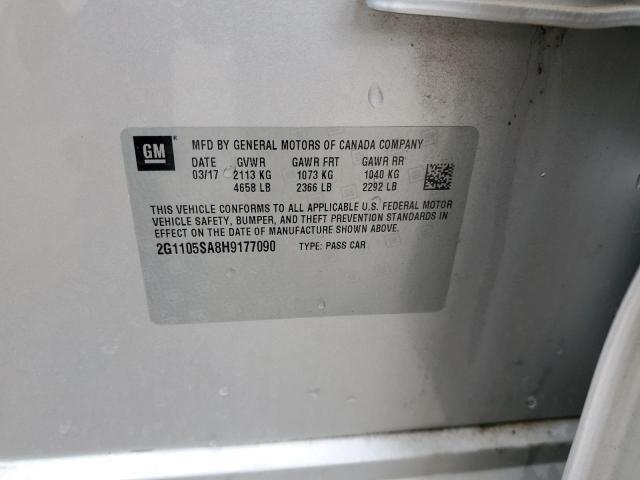 GM
MFD BY GENERAL MOTORS OF CANADA COMPANY
DATE GVWR GAWR FRT GAWR RR
03/17 2113 KG 1073 KG 1040 KG
4658 LB 2366 LB 2292 LB
THIS VEHICLE CONFORMS TO ALL APPLICABLE U.S. FEDERAL MOTOR
VEHICLE SAFETY, BUMPER, AND THEFT PREVENTION STANDARDS IN
EFFECT ON THE DATE OF MANUFACTURE SHOWN ABOVE.
2G1105SA8H9177090 TYPE: PASS CAR